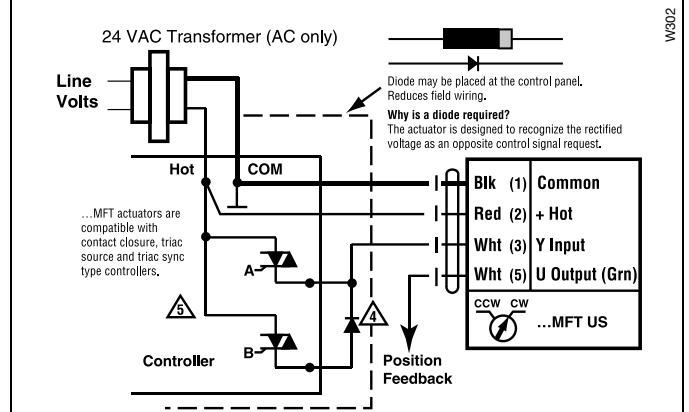 W302
24 VAC Transformer (AC only)
Line
Volts
Diode may be placed at the control panel.
Reduces field wiring.
Why is a diode required?
The actuator is designed to recognize the rectified
voltage as an opposite control signal request.
Hot
COM
Blk (1) Common
Red (2) + Hot
Wht (3) Y Input
Wht (5) U Output (Grn)
…MFT actuators are
compatible with
contact closure, triac
source and triac sync
type controllers.
A
5
4
B
CCW CW
…MFT US
Controller
Position
Feedback